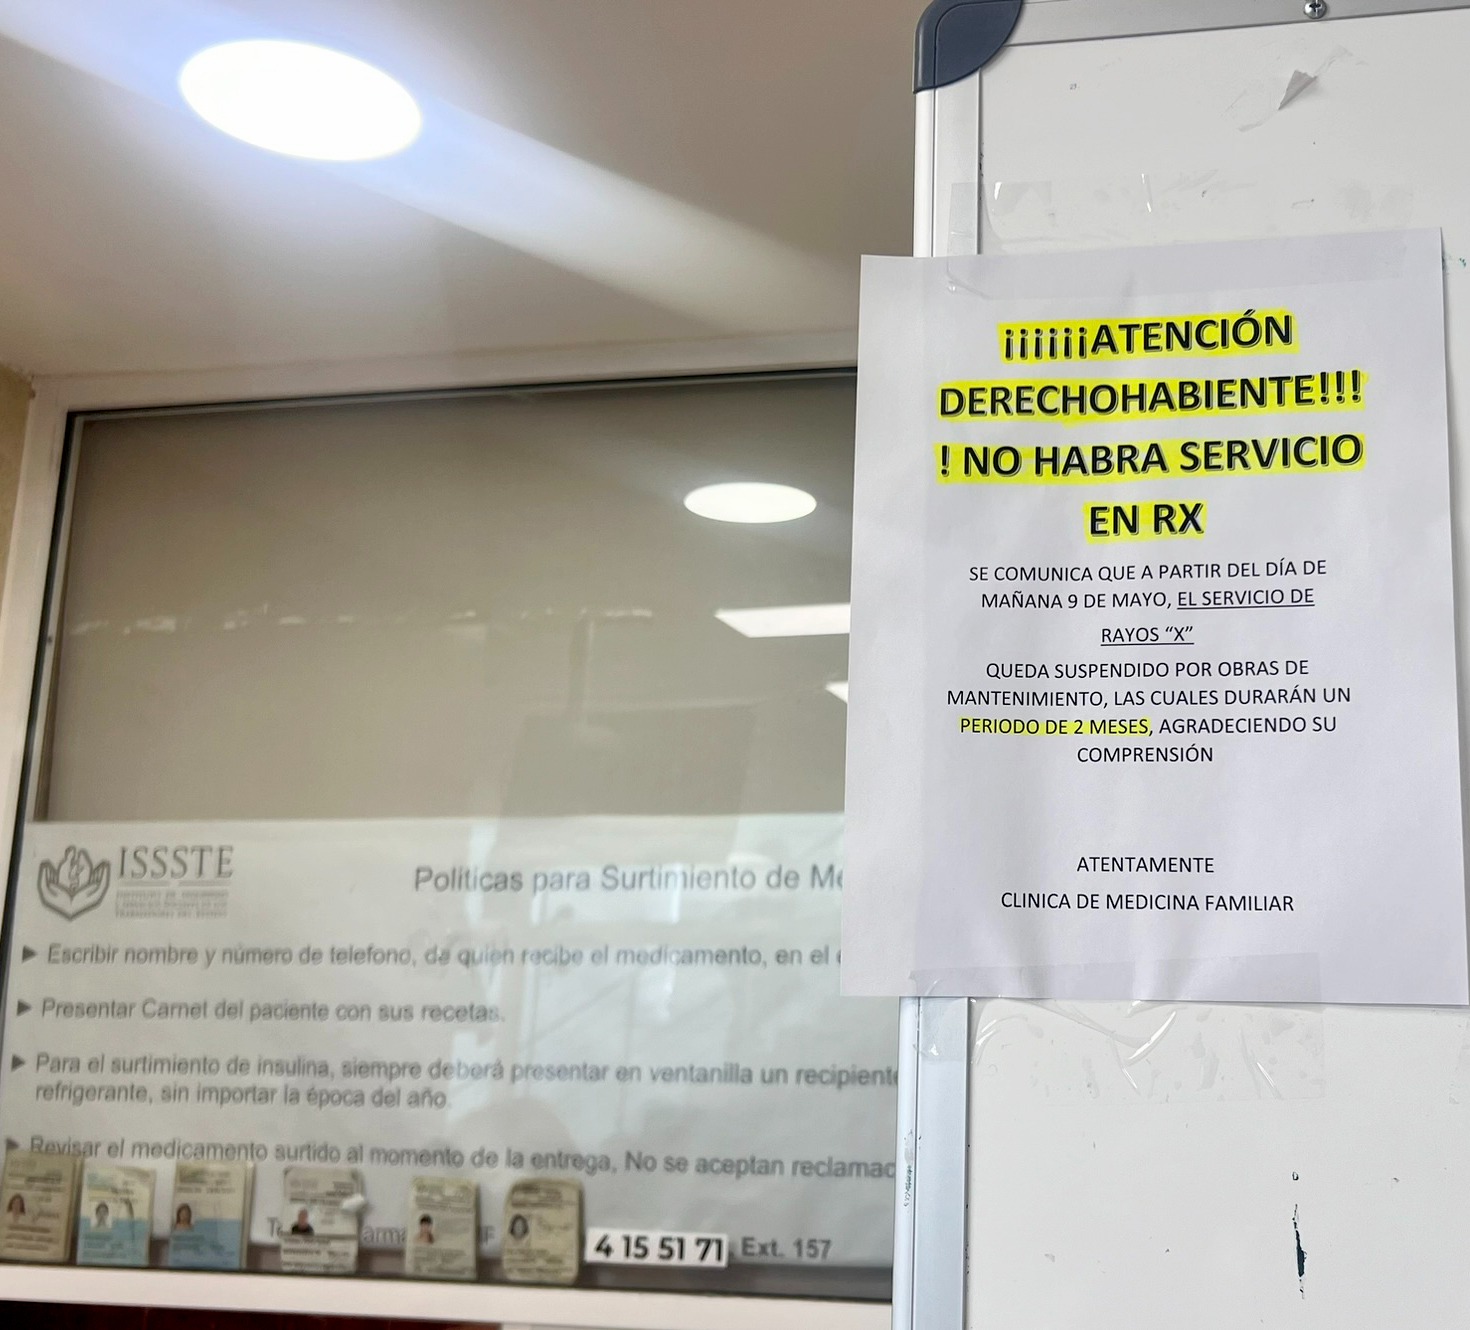 ¡¡¡¡¡¡ATENCIÓN
DERECHOHABIENTE!!!
! NO HABRA SERVICIO
EN RX
SE COMUNICA QUE A PARTIR DEL DÍA DE
MAÑANA 9 DE MAYO, EL SERVICIO DE
RAYOS “X”
QUEDA SUSPENDIDO POR OBRAS DE
MANTENIMIENTO, LAS CUALES DURARÁN UN
PERIODO DE 2 MESES, AGRADECIENDO SU
COMPRENSIÓN
ATENTAMENTE
CLINICA DE MEDICINA FAMILIAR
ISSSTE
Políticas para Surtimiento de Me
Escribir nombre y número de telefono, de quien recibe el medicamento, en el
Presentar Carnet del paciente con sus recetas.
Para el surtimiento de insulina, siempre deberá presentar en ventanilla un recipiente
refrigerante, sin importar la época del año.
Revisar el medicamento surtido al momento de la entrega, No se aceptan reclamac
4 15 51 71 Ext. 157